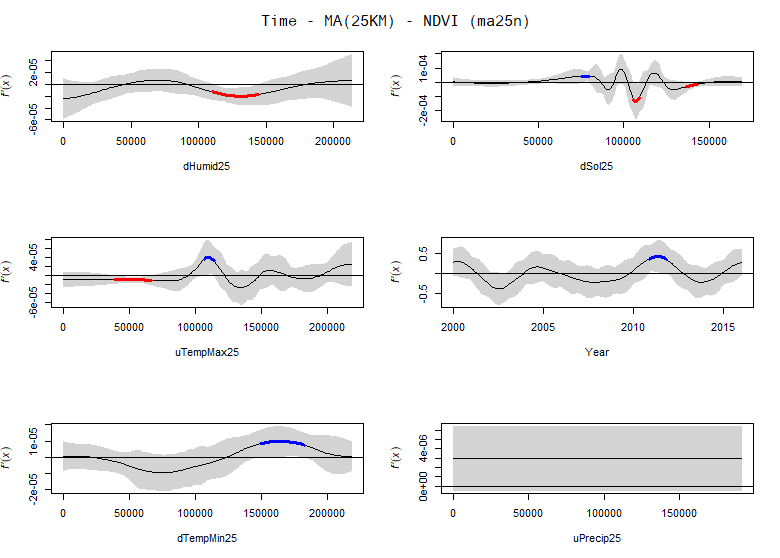 Time - MA(25KM) - NDVI (ma25n)
f'(x)
-6e-05 2e-05
0 50000 100000 150000 200000
dHumid25
f'(x)
-2e-04 1e-04
0 50000 100000 150000
dSol25
f'(x)
-6e-05 4e-05
0 50000 100000 150000 200000
uTempMax25
f'(x)
-0.5 0.5
2000 2005 2010 2015
Year
f'(x)
-2e-05 1e-05
0 50000 100000 150000 200000
dTempMin25
f'(x)
0e+00 4e-06
0 50000 100000 150000
uPrecip25